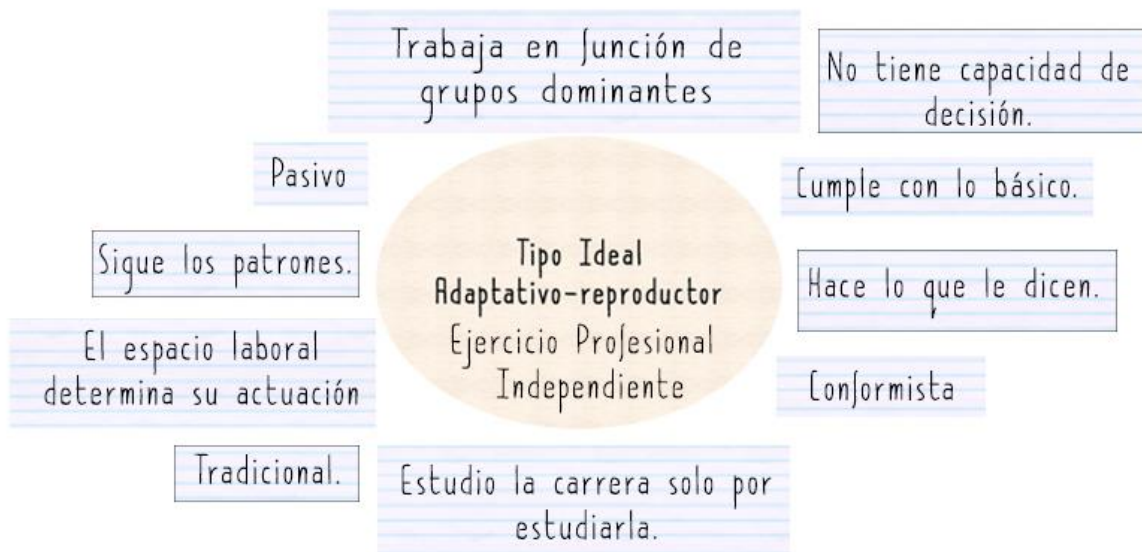 Trabaja en función de
grupos dominantes
No tiene capacidad de
decisión.
Pasivo
Cumple con lo básico.
Sigue los patrones.
Tipo Ideal
Adaptativo-reproductor
Ejercicio Profesional
Independiente
Hace lo que le dicen.
El espacio laboral
determina su actuación
Conformista
Tradicional.
Estudio la carrera solo por
estudiarla.